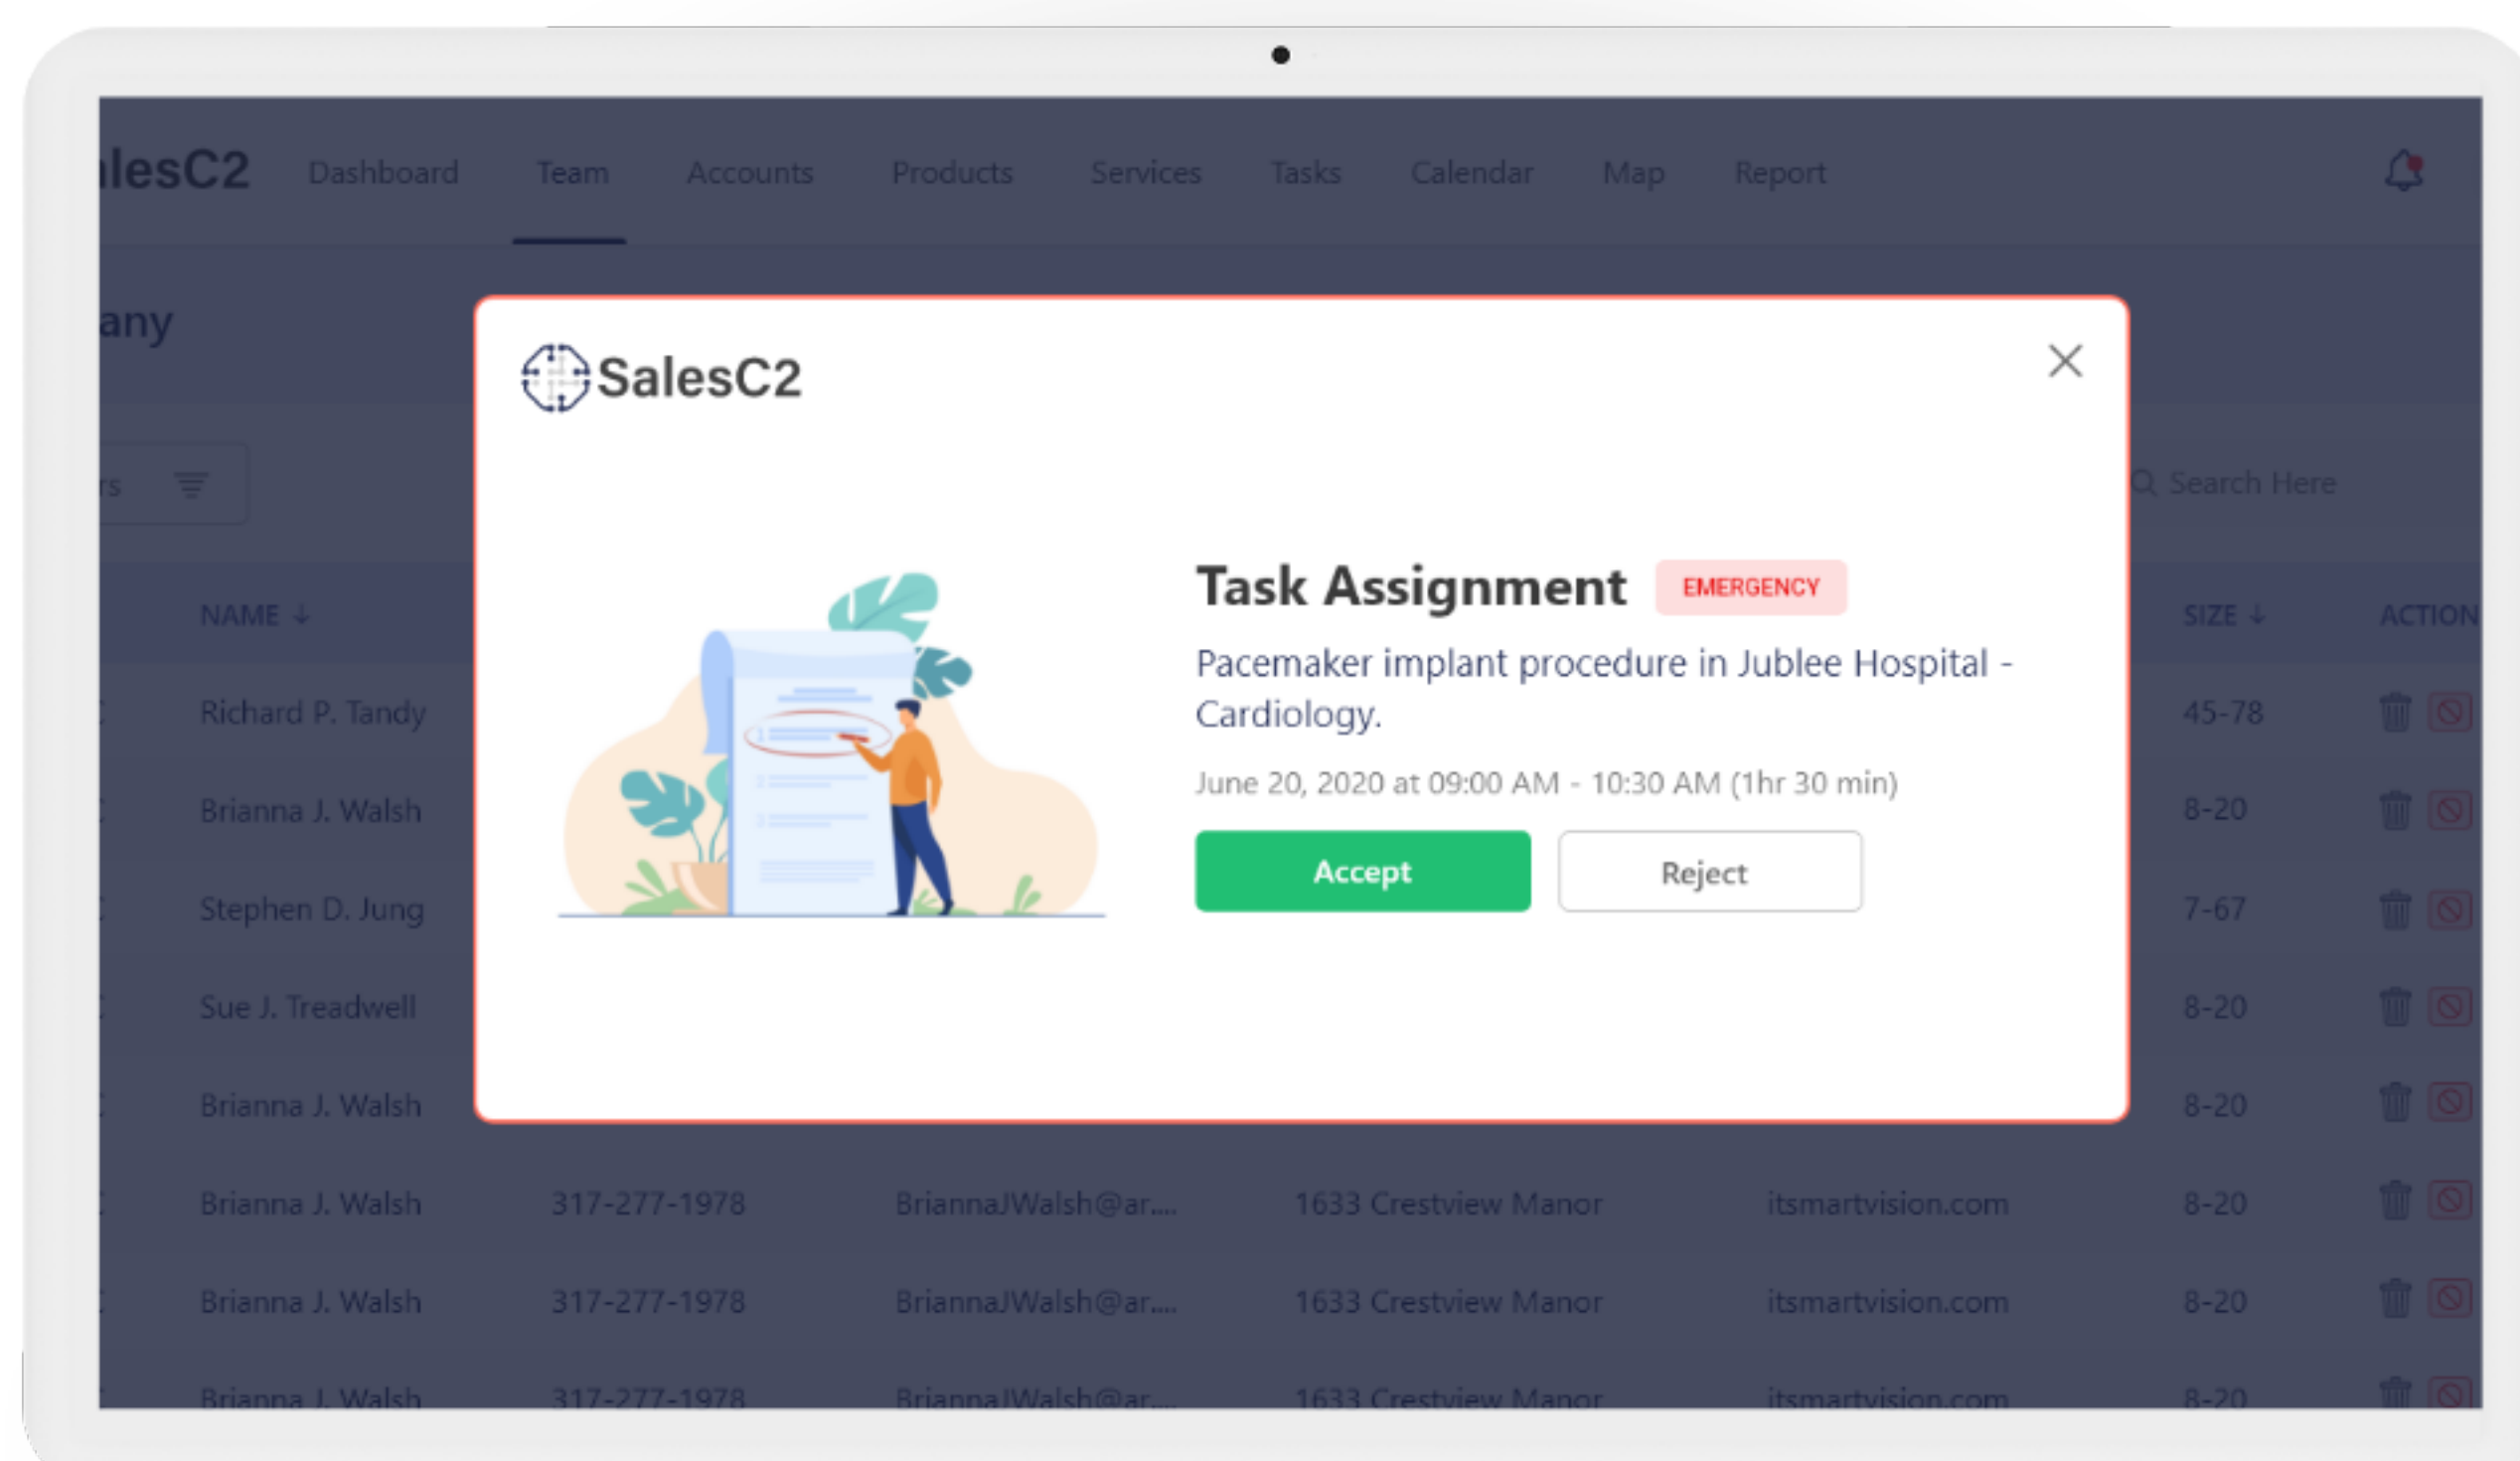 lesC2 Dashboard Team Accounts Products Services Tasks Calendar Map Report
any
SalesC2
rs Search Here
Task Assignment EMERGENCY
Pacemaker implant procedure in Jublee Hospital -
Cardiology.
June 20, 2020 at 09:00 AM - 10:30 AM (1hr 30 min)
Accept Reject
NAME ↓ SIZE ↓ ACTION
Richard P. Tandy 45-78
Brianna J. Walsh 8-20
Stephen D. Jung 7-67
Sue J. Treadwell 8-20
Brianna J. Walsh 8-20
Brianna J. Walsh 317-277-1978 BriannaJWalsh@ar.... 1633 Crestview Manor itsmartvision.com 8-20
Brianna J. Walsh 317-277-1978 BriannaJWalsh@ar.... 1633 Crestview Manor itsmartvision.com 8-20
Brianna J. Walsh 317-277-1978 BriannaJWalsh@ar.... 1633 Crestview Manor itsmartvision.com 8-20